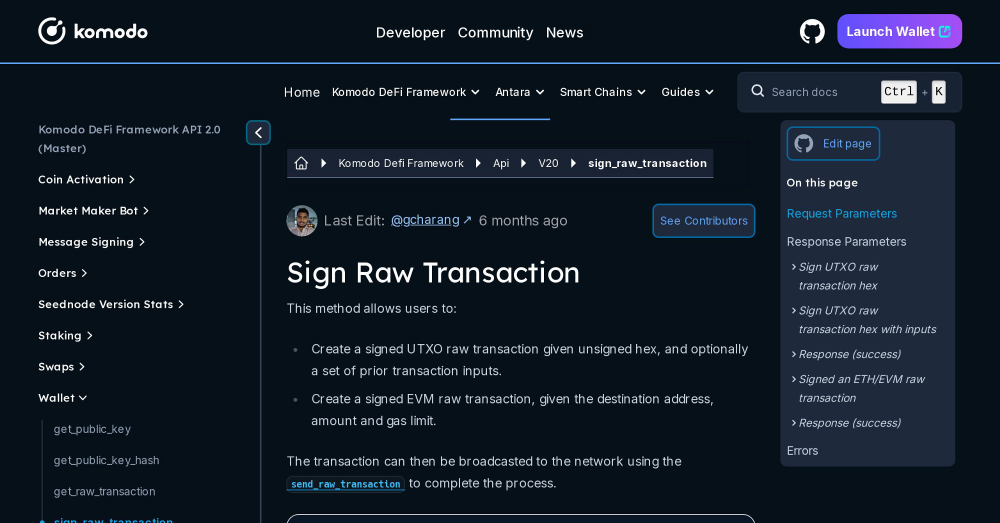 komodo
Developer Community News
Launch Wallet
Home Komodo DeFi Framework Antara Smart Chains Guides
Search docs Ctrl + K
Komodo DeFi Framework API 2.0
(Master)
Coin Activation
Market Maker Bot
Message Signing
Orders
Seednode Version Stats
Staking
Swaps
Wallet
get_public_key
get_public_key_hash
get_raw_transaction
sign_raw_transaction
Komodo Defi Framework Api V20 sign_raw_transaction
Last Edit: @gcharang ↗ 6 months ago
See Contributors
Sign Raw Transaction
This method allows users to:
• Create a signed UTXO raw transaction given unsigned hex, and optionally
a set of prior transaction inputs.
• Create a signed EVM raw transaction, given the destination address,
amount and gas limit.
The transaction can then be broadcasted to the network using the
send_raw_transaction to complete the process.
Edit page
On this page
Request Parameters
Response Parameters
Sign UTXO raw
transaction hex
Sign UTXO raw
transaction hex with inputs
Response (success)
Signed an ETH/EVM raw
transaction
Response (success)
Errors